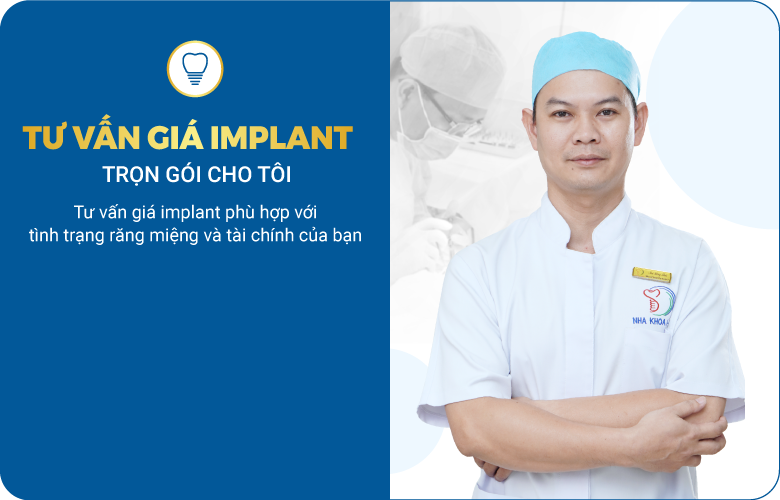 TƯ VẤN GIÁ IMPLANT
TRỌN GÓI CHO TÔI
Tư vấn giá implant phù hợp với
tình trạng răng miệng và tài chính của bạn
NHA KHOA